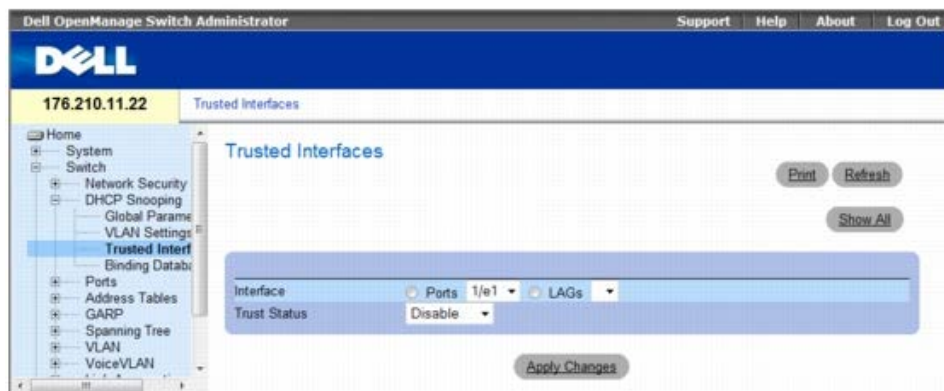 Dell OpenManage Switch Administrator Support Help About Log Out
DELL
176.210.11.22 Trusted Interfaces
Home
System
Switch
Network Security
DHCP Snooping
Global Parame
VLAN Settings
Trusted Interf
Binding Databa
Ports
Address Tables
GARP
Spanning Tree
VLAN
VoiceVLAN
Trusted Interfaces
Print Refresh
Show All
Interface Ports 1/e1 LAGs
Trust Status Disable
Apply Changes